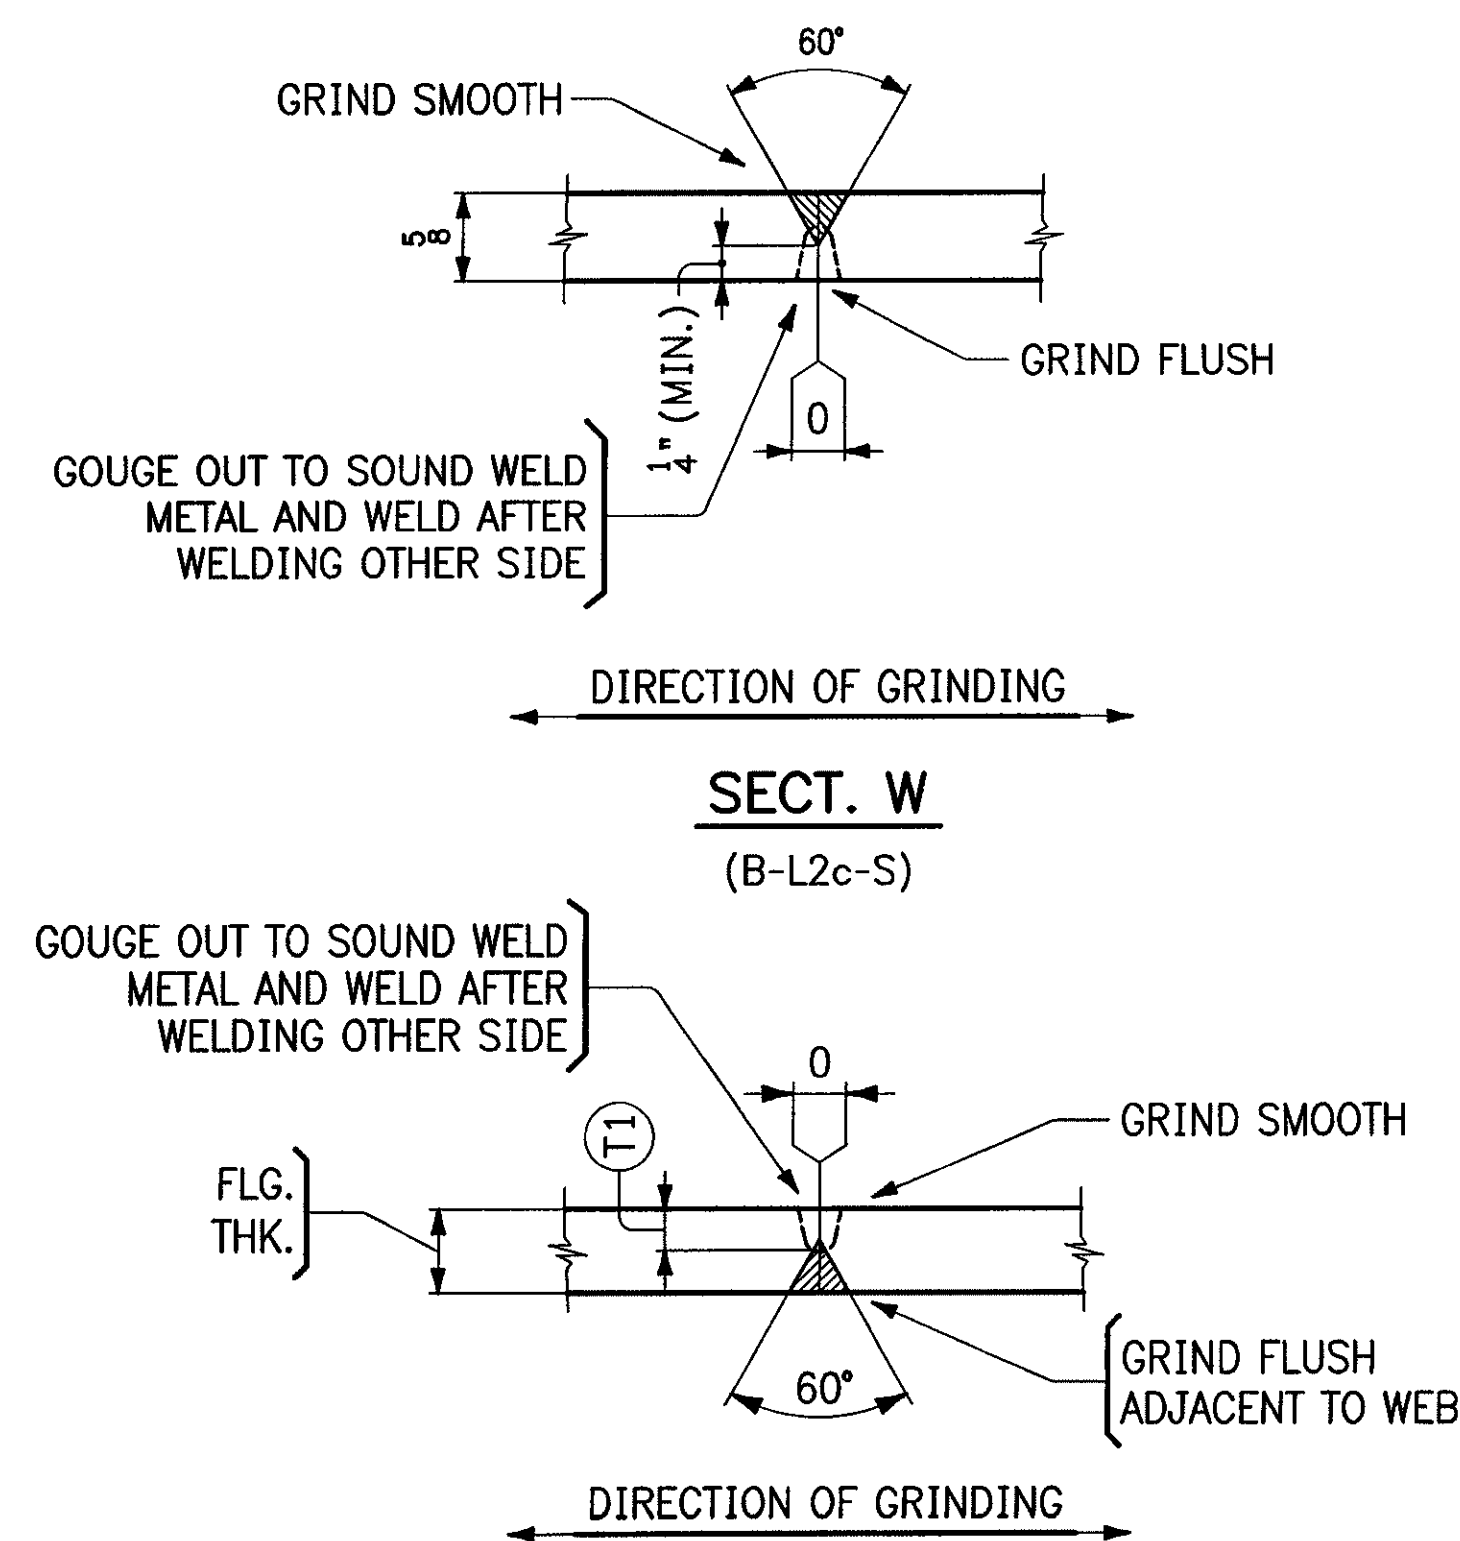 60°
GRIND SMOOTH
5/8
1/4" (MIN.)
GRIND FLUSH
0
GOUGE OUT TO SOUND WELD
METAL AND WELD AFTER
WELDING OTHER SIDE
DIRECTION OF GRINDING
SECT. W
(B-L2c-S)
GOUGE OUT TO SOUND WELD
METAL AND WELD AFTER
WELDING OTHER SIDE
0
T1
GRIND SMOOTH
FLG.
THK.
GRIND FLUSH
ADJACENT TO WEB
60°
DIRECTION OF GRINDING